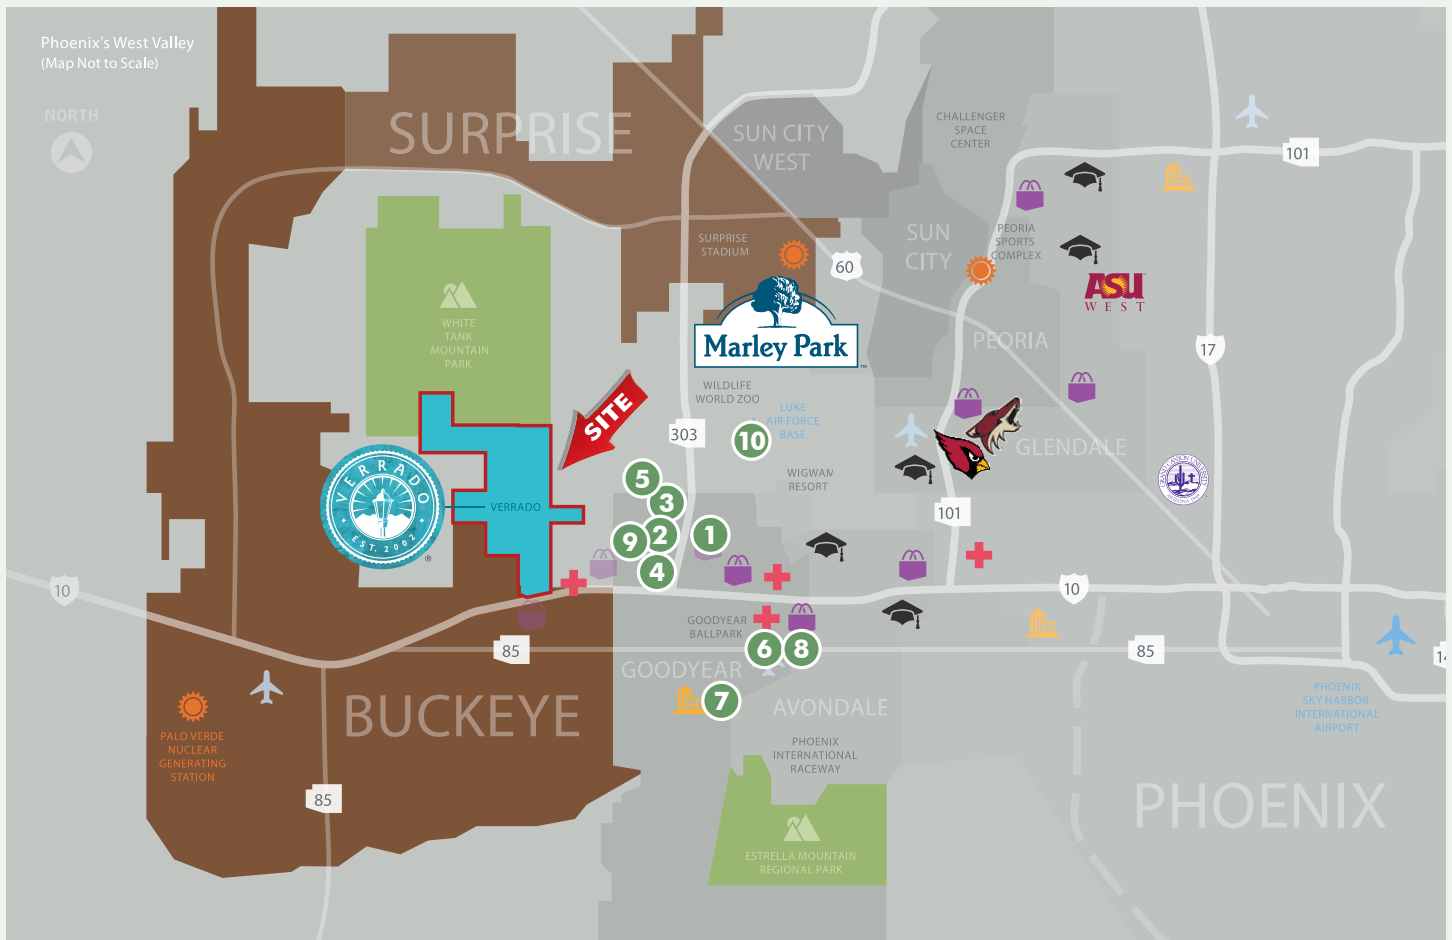 Phoenix's West Valley
(Map Not to Scale)
NORTH
SURPRISE
SUN CITY
WEST
CHALLENGER
SPACE
CENTER
101
SURPRISE
STADIUM
60
SUN
CITY
PEORIA
SPORTS
COMPLEX
ASU
WEST
WHITE
TANK
MOUNTAIN
PARK
Marley Park
™
PEORIA
17
WILDLIFE
WORLD ZOO
SITE
LUKE
AIR FORCE
BASE
303
10
GLENDALE
WIGWAM
RESORT
5
3
VERRADO
EST. 2002
®
VERRADO
GRAND CANYON UNIVERSITY
101
9
2
1
4
10
10
GOODYEAR
BALLPARK
85
6
8
85
GOODYEAR
7
AVONDALE
BUCKEYE
PHOENIX
SKY HARBOR
INTERNATIONAL
AIRPORT
PALO VERDE
NUCLEAR
GENERATING
STATION
PHOENIX
INTERNATIONAL
RACEWAY
85
PHOENIX
ESTRELLA MOUNTAIN
REGIONAL PARK